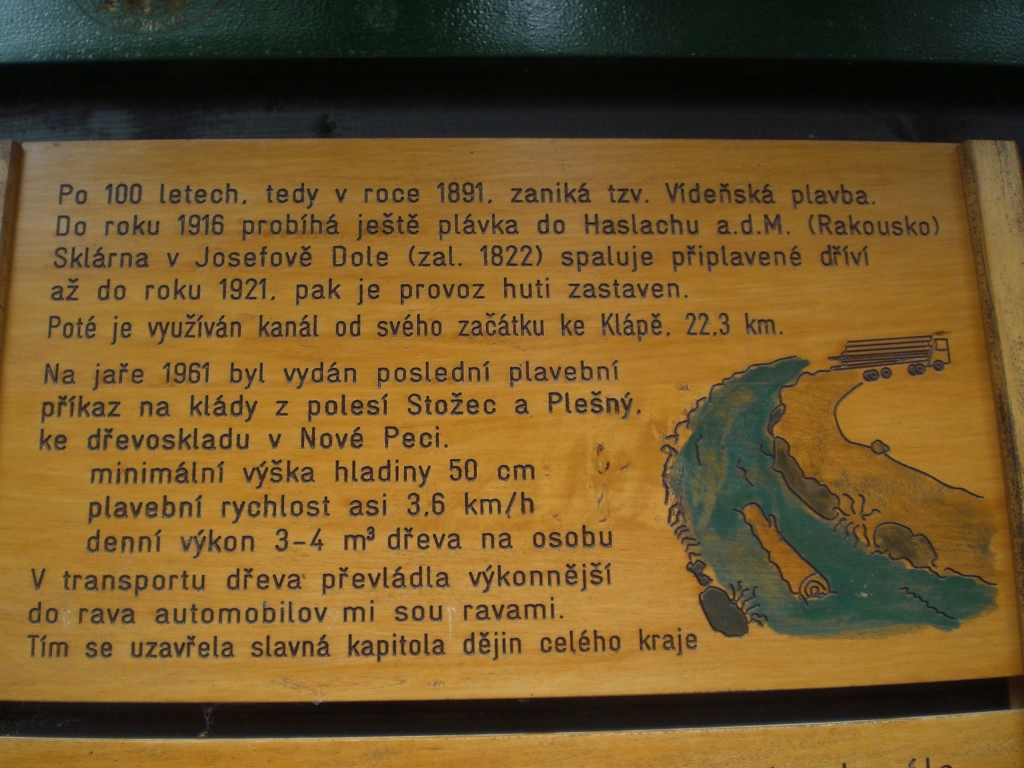 Po 100 letech, tedy v roce 1891, zaniká tzv. Vídeňská plavba.
Do roku 1916 probíhá ještě plávka do Haslachu a.d.M. (Rakousko)
Sklárna v Josefově Dole (zal. 1822) spaluje připlavené dříví
až do roku 1921, pak je provoz huti zastaven.
Poté je využíván kanál od svého začátku ke Klápě, 22,3 km.
Na jaře 1961 byl vydán poslední plavební
příkaz na klády z polesí Stožec a Plešný,
ke dřevoskladu v Nové Peci.
minimální výška hladiny 50 cm
plavební rychlost asi 3,6 km/h
denní výkon 3-4 m³ dřeva na osobu
V transportu dřeva převládla výkonnější
do rava automobilov mi sou ravami.
Tím se uzavřela slavná kapitola dějin celého kraje